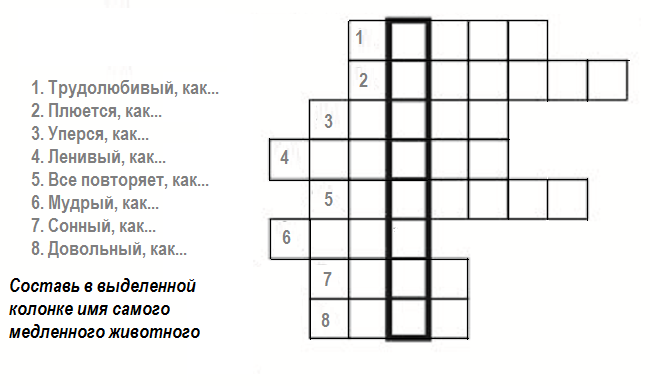 1. Трудолюбивый, как...
2. Плюется, как...
3. Уперся, как...
4. Ленивый, как...
5. Все повторяет, как...
6. Мудрый, как...
7. Сонный, как...
8. Довольный, как...
Составь в выделенной
колонке имя самого
медленного животного
1
2
3
4
5
6
7
8